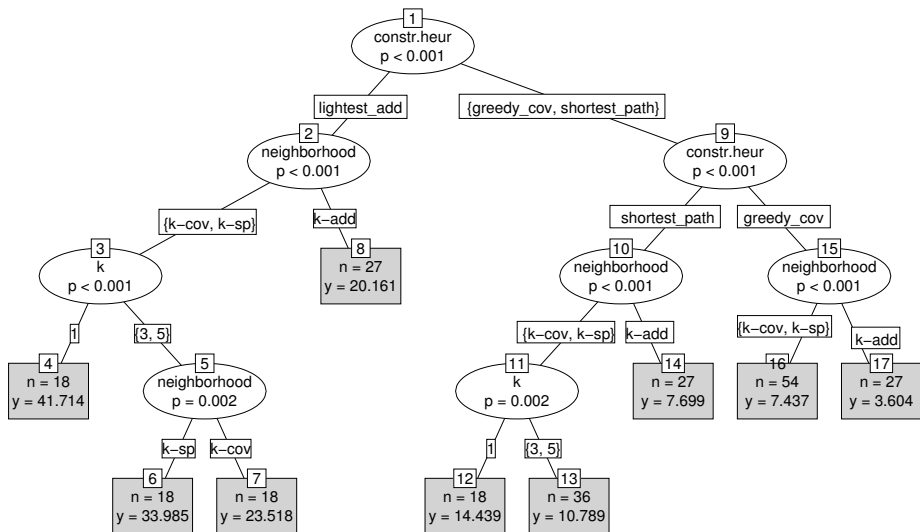 1
constr.heur
p < 0.001
lightest_add
{greedy_cov, shortest_path}
2
neighborhood
p < 0.001
9
constr.heur
p < 0.001
{k−cov, k−sp}
k−add
shortest_path
greedy_cov
3
k
p < 0.001
8
n = 27
y = 20.161
10
neighborhood
p < 0.001
15
neighborhood
p < 0.001
1
{3, 5}
{k−cov, k−sp}
k−add
{k−cov, k−sp}
k−add
4
n = 18
y = 41.714
5
neighborhood
p = 0.002
11
k
p = 0.002
14
n = 27
y = 7.699
16
n = 54
y = 7.437
17
n = 27
y = 3.604
k−sp
k−cov
1
{3, 5}
6
n = 18
y = 33.985
7
n = 18
y = 23.518
12
n = 18
y = 14.439
13
n = 36
y = 10.789